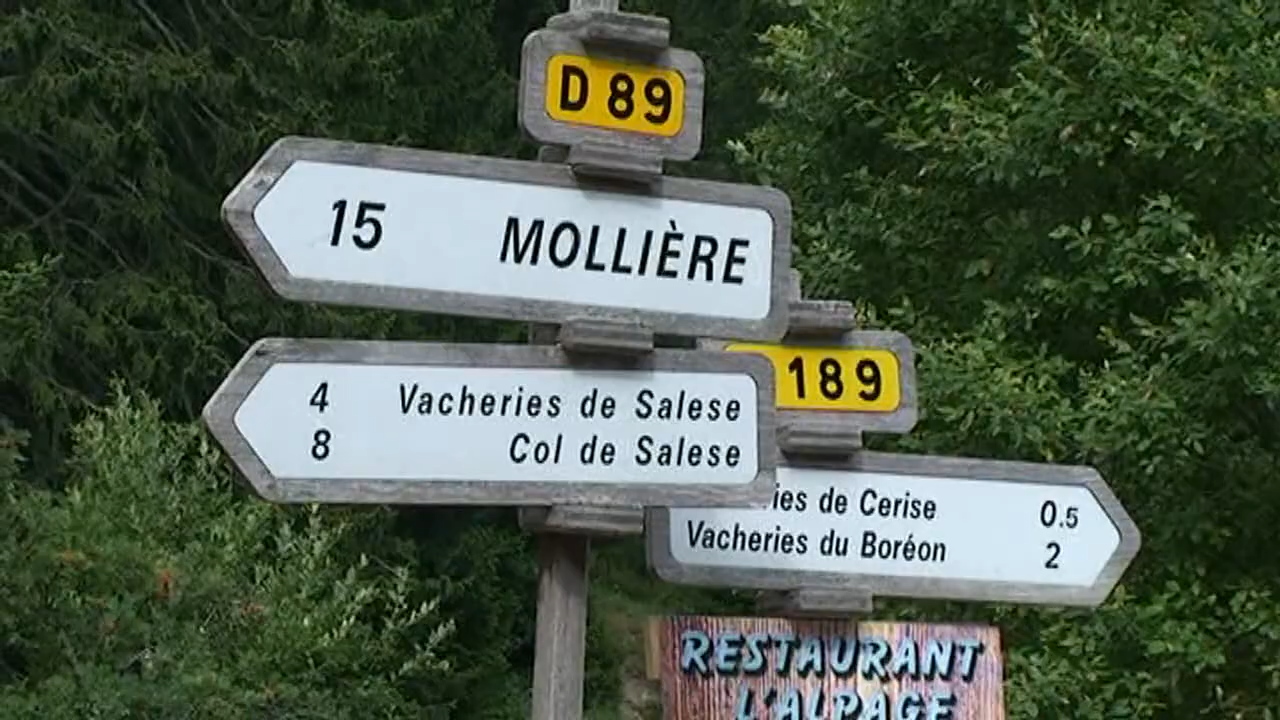 D 89
15 MOLLIÈRE
4 Vacheries de Salese
8 Col de Salese
189
de Cerise 0.5
Vacheries du Boréon 2
RESTAURANT
L'ALPAGE